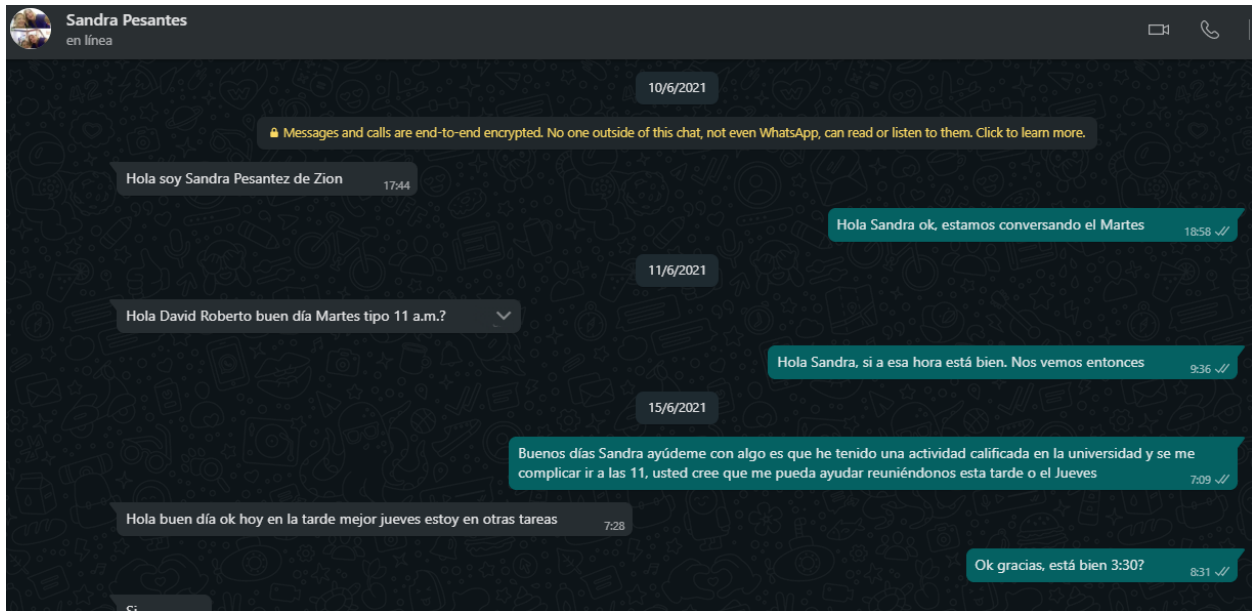 Sandra Pesantes
en línea
10/6/2021
Messages and calls are end-to-end encrypted. No one outside of this chat, not even WhatsApp, can read or listen to them. Click to learn more.
Hola soy Sandra Pesantez de Zion 17:44
Hola Sandra ok, estamos conversando el Martes 18:58
11/6/2021
Hola David Roberto buen día Martes tipo 11 a.m.?
Hola Sandra, si a esa hora está bien. Nos vemos entonces 9:36
15/6/2021
Buenos días Sandra ayúdeme con algo es que he tenido una actividad calificada en la universidad y se me
complicar ir a las 11, usted cree que me pueda ayudar reuniéndonos esta tarde o el Jueves 7:09
Hola buen día ok hoy en la tarde mejor jueves estoy en otras tareas 7:28
Ok gracias, está bien 3:30? 8:31
Si